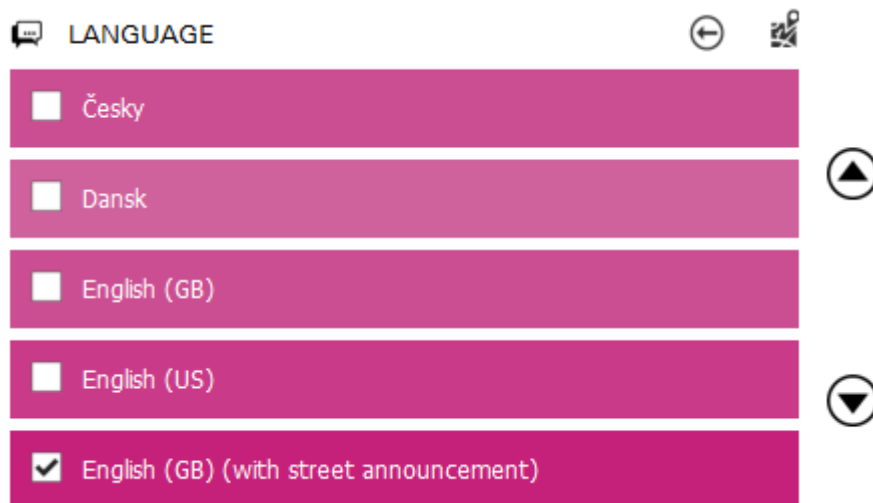 LANGUAGE
Česky
Dansk
English (GB)
English (US)
English (GB) (with street announcement)